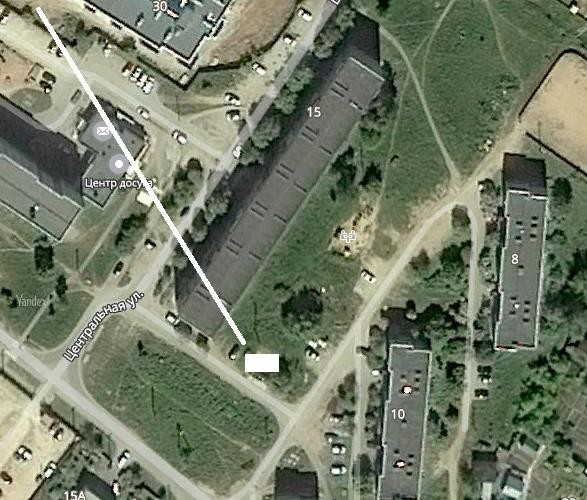 30
15
Центр досуга
8
Yandex
Центральная ул.
10
15А